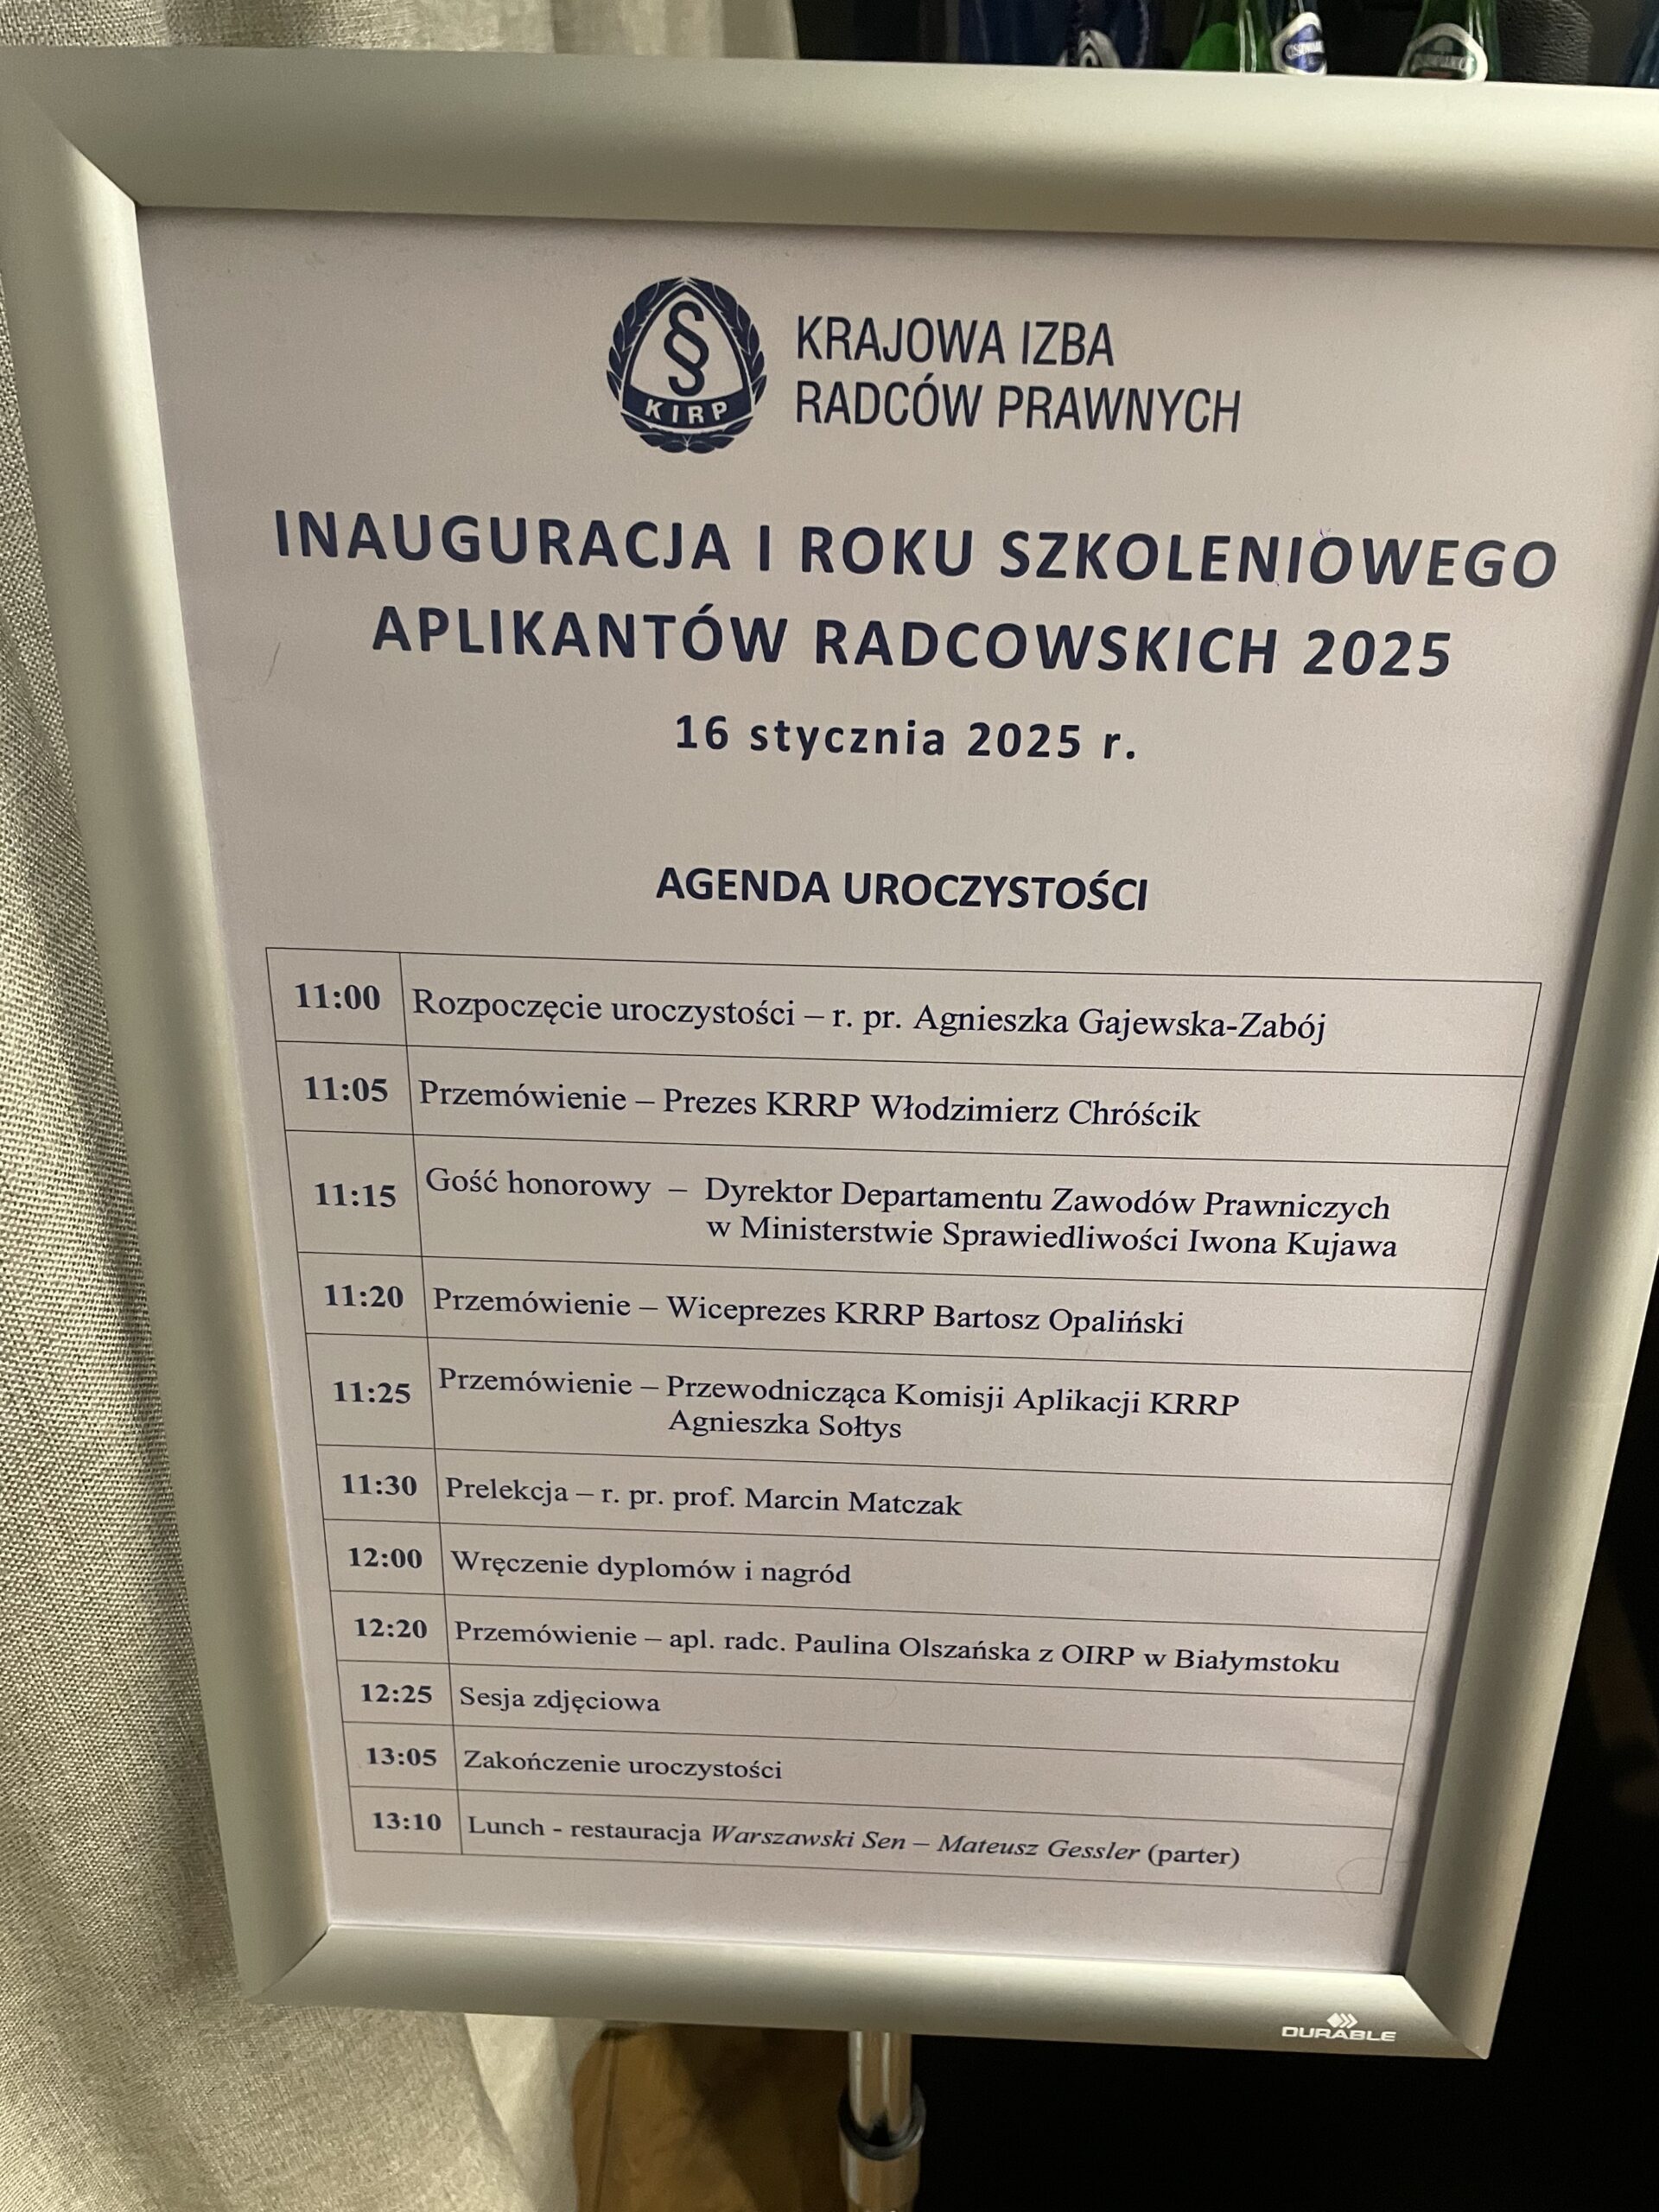 KIRP
KRAJOWA IZBA
RADCÓW PRAWNYCH
INAUGURACJA I ROKU SZKOLENIOWEGO
APLIKANTÓW RADCOWSKICH 2025
16 stycznia 2025 r.
AGENDA UROCZYSTOŚCI
11:00 Rozpoczęcie uroczystości – r. pr. Agnieszka Gajewska-Zabój
11:05 Przemówienie – Prezes KRRP Włodzimierz Chróścik
11:15 Gość honorowy – Dyrektor Departamentu Zawodów Prawniczych
w Ministerstwie Sprawiedliwości Iwona Kujawa
11:20 Przemówienie – Wiceprezes KRRP Bartosz Opaliński
11:25 Przemówienie – Przewodnicząca Komisji Aplikacji KRRP
Agnieszka Sołtys
11:30 Prelekcja – r. pr. prof. Marcin Matczak
12:00 Wręczenie dyplomów i nagród
12:20 Przemówienie – apl. radc. Paulina Olszańska z OIRP w Białymstoku
12:25 Sesja zdjęciowa
13:05 Zakończenie uroczystości
13:10 Lunch - restauracja Warszawski Sen – Mateusz Gessler (parter)
DURABLE